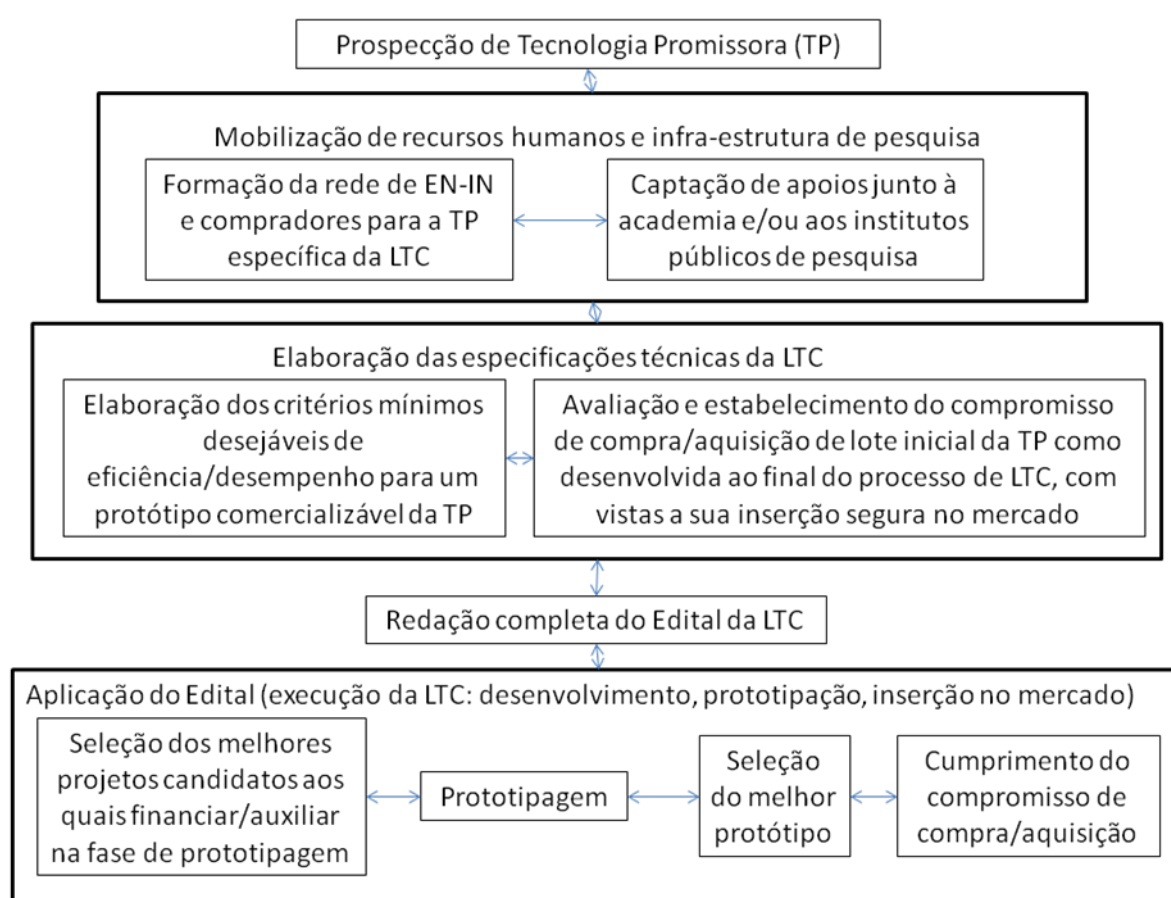 Prospecção de Tecnologia Promissora (TP)
Mobilização de recursos humanos e infra-estrutura de pesquisa
Formação da rede de EN-IN
e compradores para a TP
específica da LTC
Captação de apoios junto à
academia e/ou aos institutos
públicos de pesquisa
Elaboração das especificações técnicas da LTC
Elaboração dos critérios mínimos
desejáveis de
eficiência/desempenho para um
protótipo comercializável da TP
Avaliação e estabelecimento do compromisso
de compra/aquisição de lote inicial da TP como
desenvolvida ao final do processo de LTC, com
vistas a sua inserção segura no mercado
Redação completa do Edital da LTC
Aplicação do Edital (execução da LTC: desenvolvimento, prototipação, inserção no mercado)
Seleção dos melhores
projetos candidatos aos
quais financiar/auxiliar
na fase de prototipagem
Prototipagem
Seleção
do melhor
protótipo
Cumprimento do
compromisso de
compra/aquisição